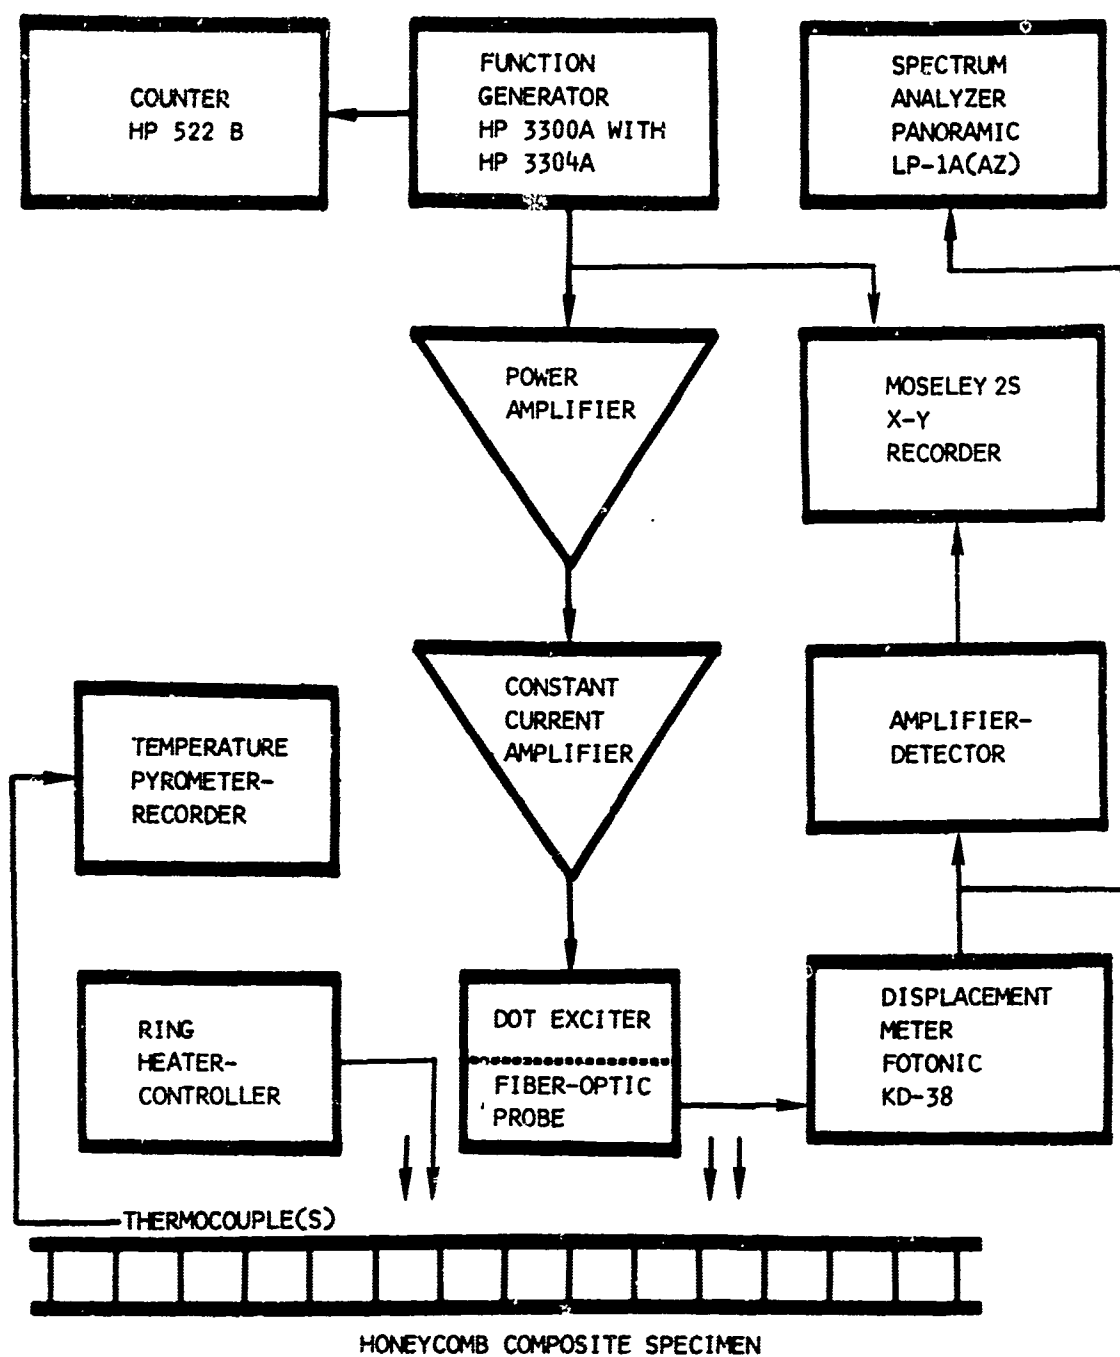 COUNTER
HP 522 B
FUNCTION
GENERATOR
HP 3300A WITH
HP 3304A
SPECTRUM
ANALYZER
PANORAMIC
LP-1A(AZ)
POWER
AMPLIFIER
MOSELEY 2S
X-Y
RECORDER
CONSTANT
CURRENT
AMPLIFIER
TEMPERATURE
PYROMETER-
RECORDER
AMPLIFIER-
DETECTOR
RING
HEATER-
CONTROLLER
DOT EXCITER
FIBER-OPTIC
PROBE
DISPLACEMENT
METER
FOTONIC
KD-38
THERMOCOUPLE(S)
HONEYCOMB COMPOSITE SPECIMEN